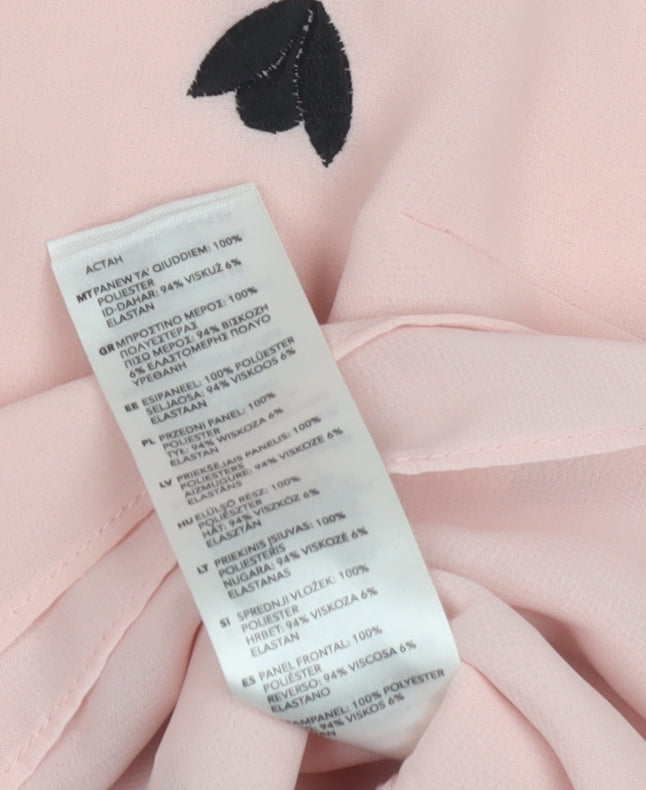 АСТАН
MT PANEW TA' QIUDDIEM: 100%
POLIESTER
ID-DAHAR: 94% VISKUŻ 6%
ELASTAN
GR ΜΠΡΟΣΤΙΝΟ ΜΕΡΟΣ: 100%
ΠΟΛΥΕΣΤΕΡΑΣ
ΠΙΣΩ ΜΕΡΟΣ: 94% ΒΙΣΚΟΖΗ
6% ΕΛΑΣΤΟΜΕΡΗΣ ΠΟΛΥΟ
ΥΡΕΘΑΝΗ
EE ESIPANEEL: 100% POLÜESTER
SELJAOSA: 94% VISKOOS 6%
ELASTAAN
PL PRZEDNI PANEL: 100%
POLIESTER
TYŁ: 94% WISKOZA 6%
ELASTAN
LV PRIEKŠĒJAIS PANELIS: 100%
POLIESTERS
AIZMUGURE: 94% VISKOZE 6%
ELASTĀNS
HU ELÜLSŐ RÉSZ: 100%
POLIÉSZTER
HÁT: 94% VISZKÓZ 6%
ELASZTÁN
LT PRIEKINIS ĮSIUVAS: 100%
POLIESTERIS
NUGARA: 94% VISKOZĖ 6%
ELASTANAS
SI SPREDNJI VLOŽEK: 100%
POLIESTER
HRBET: 94% VISKOZA 6%
ELASTAN
ES PANEL FRONTAL: 100%
POLIÉSTER
REVERSO: 94% VISCOSA 6%
ELASTANO
100% POLYESTER
94% VISKOS 6%